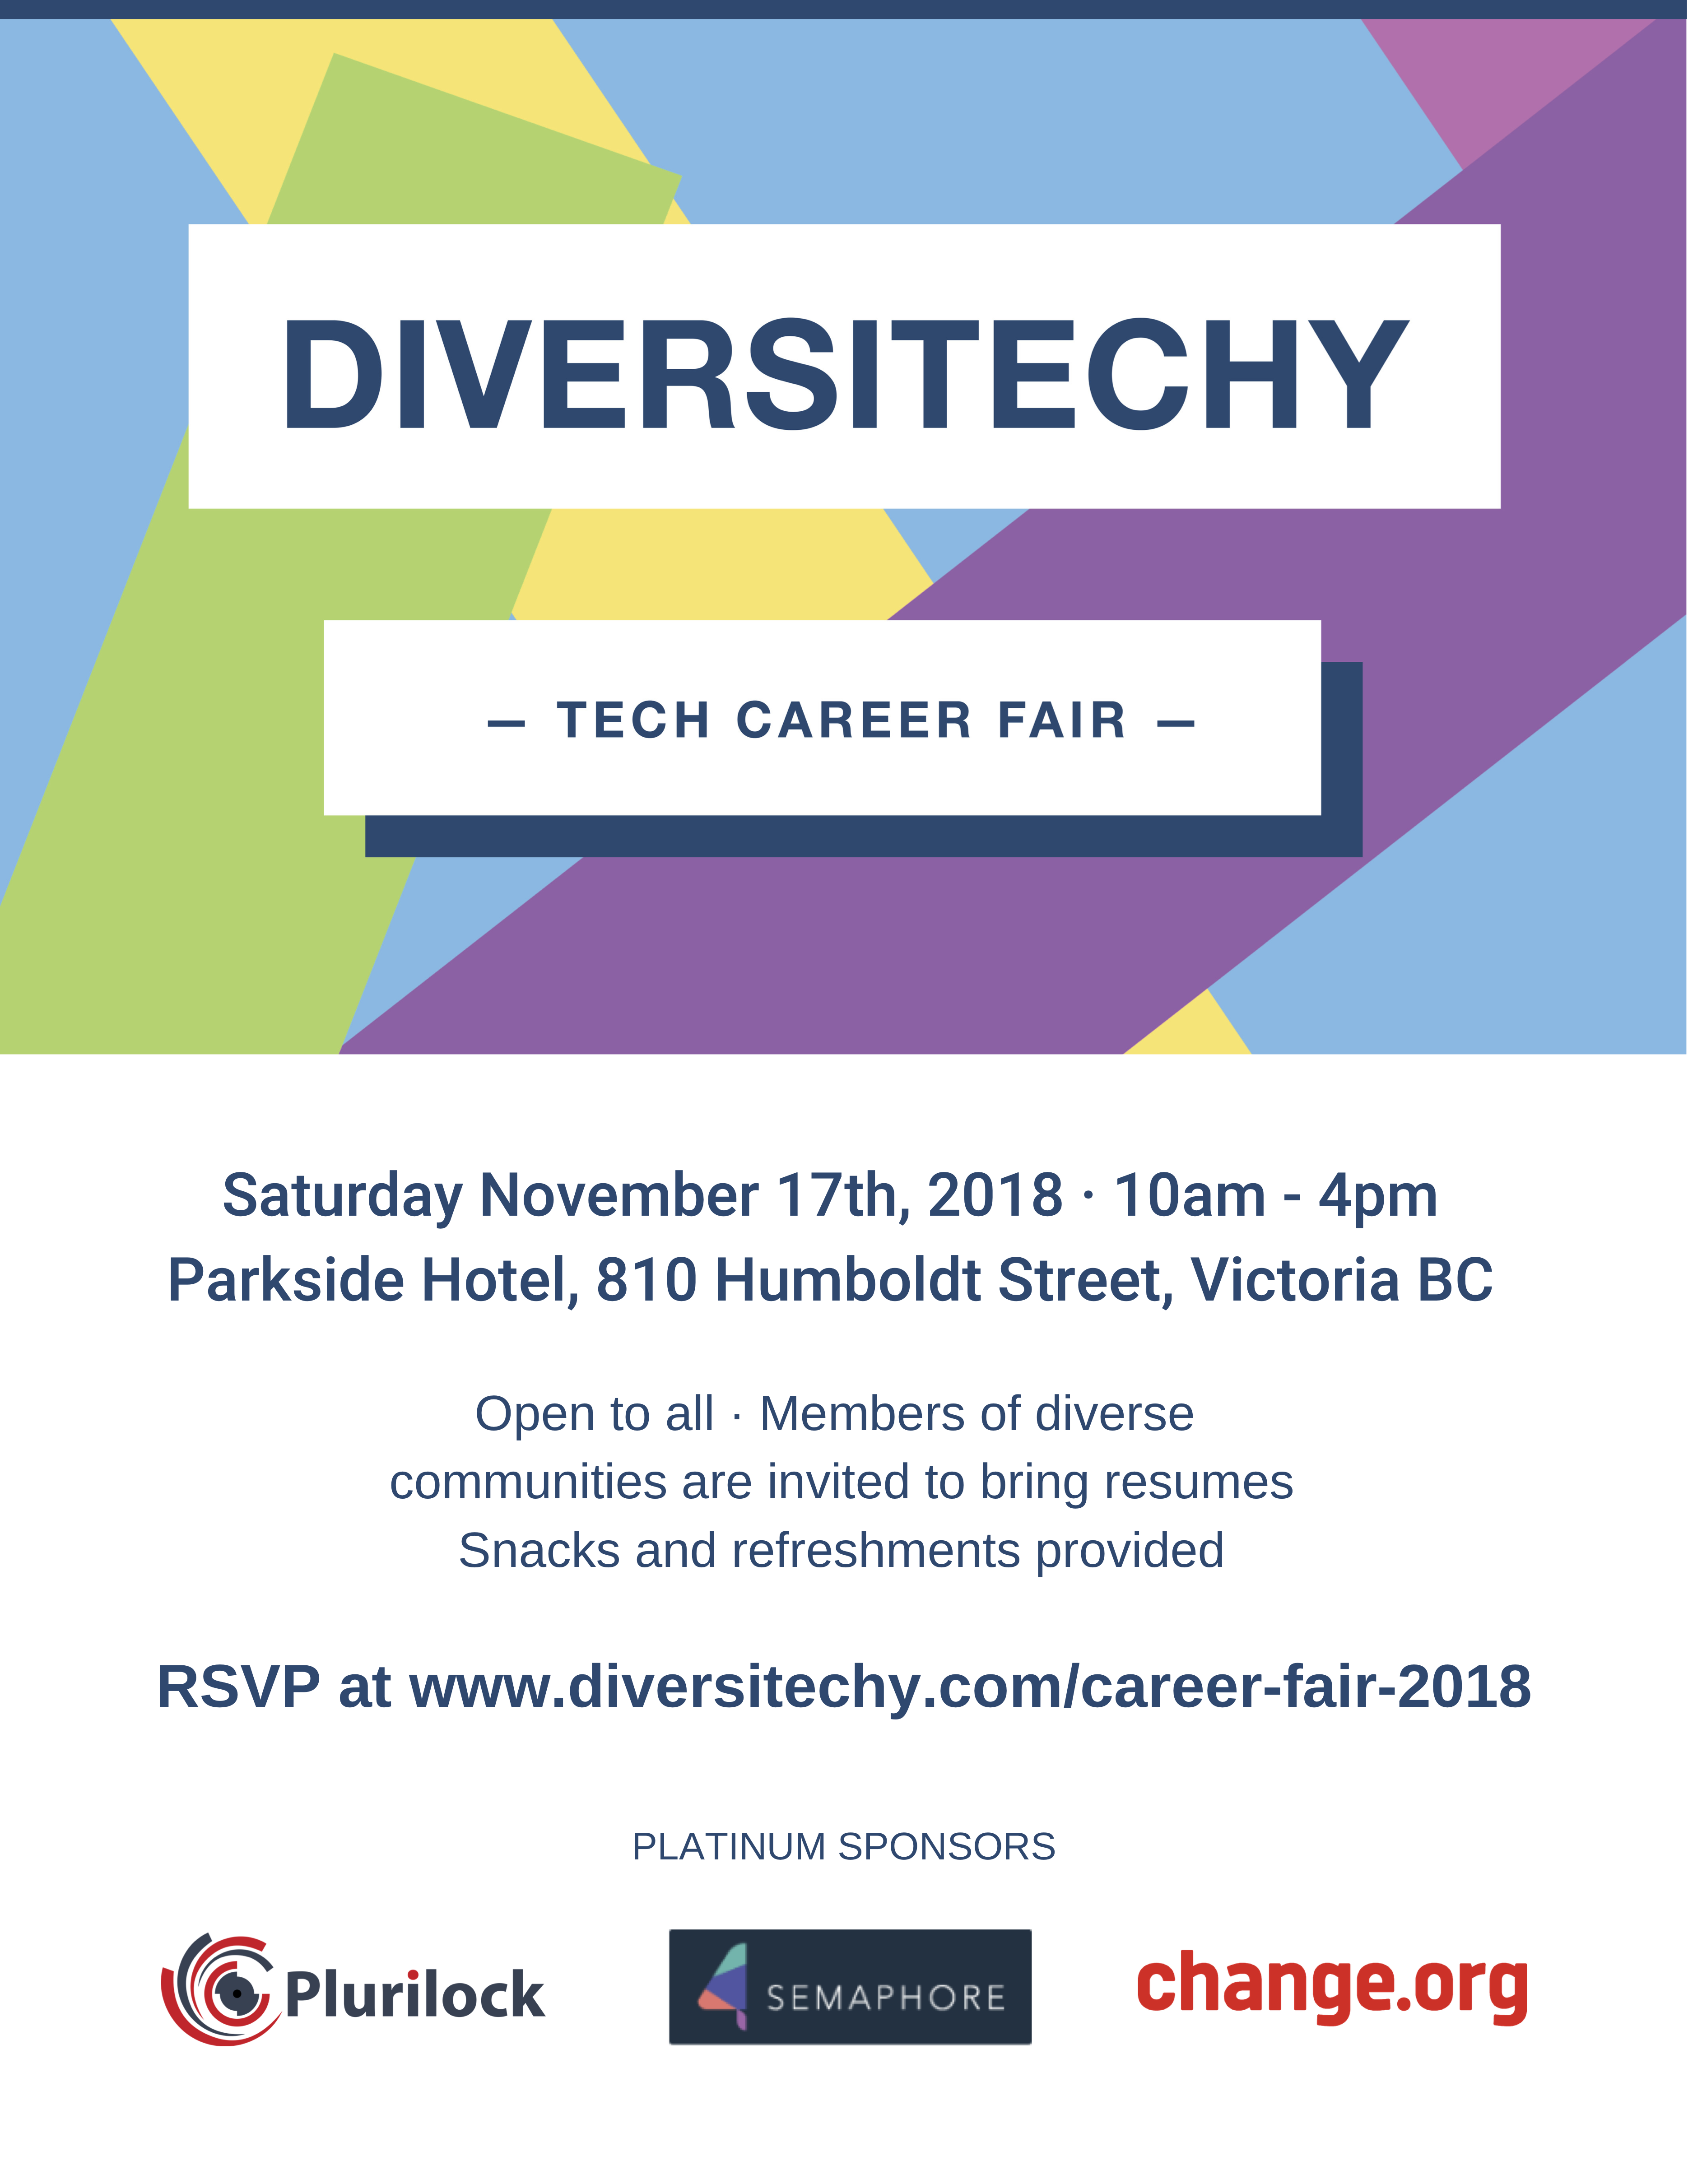 DIVERSITECHY
— TECH CAREER FAIR —
Saturday November 17th, 2018 · 10am - 4pm
Parkside Hotel, 810 Humboldt Street, Victoria BC
Open to all · Members of diverse
communities are invited to bring resumes
Snacks and refreshments provided
RSVP at www.diversitechy.com/career-fair-2018
PLATINUM SPONSORS
Plurilock
SEMAPHORE
change.org